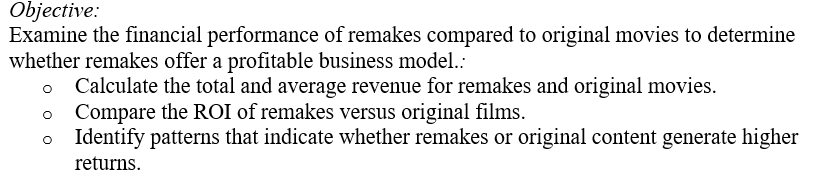 Objective:
Examine the financial performance of remakes compared to original movies to determine
whether remakes offer a profitable business model..:
o Calculate the total and average revenue for remakes and original movies.
o Compare the ROI of remakes versus original films.
o Identify patterns that indicate whether remakes or original content generate higher
returns.